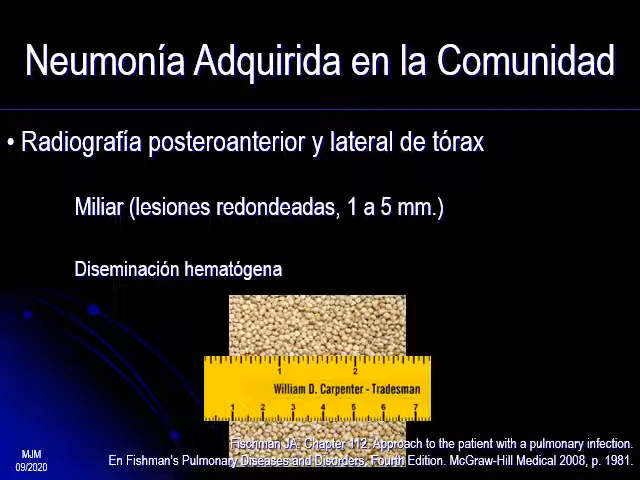 Neumonía Adquirida en la Comunidad
• Radiografía posteroanterior y lateral de tórax
Miliar (lesiones redondeadas, 1 a 5 mm.)
Diseminación hematógena
1 2
William D. Carpenter - Tradesman
1 2 3 4 5 6 7
Fischman JA: Chapter 112. Approach to the patient with a pulmonary infection.
En Fishman's Pulmonary Diseases and Disorders, Fourth Edition. McGraw-Hill Medical 2008, p. 1981.
MJM
09/2020